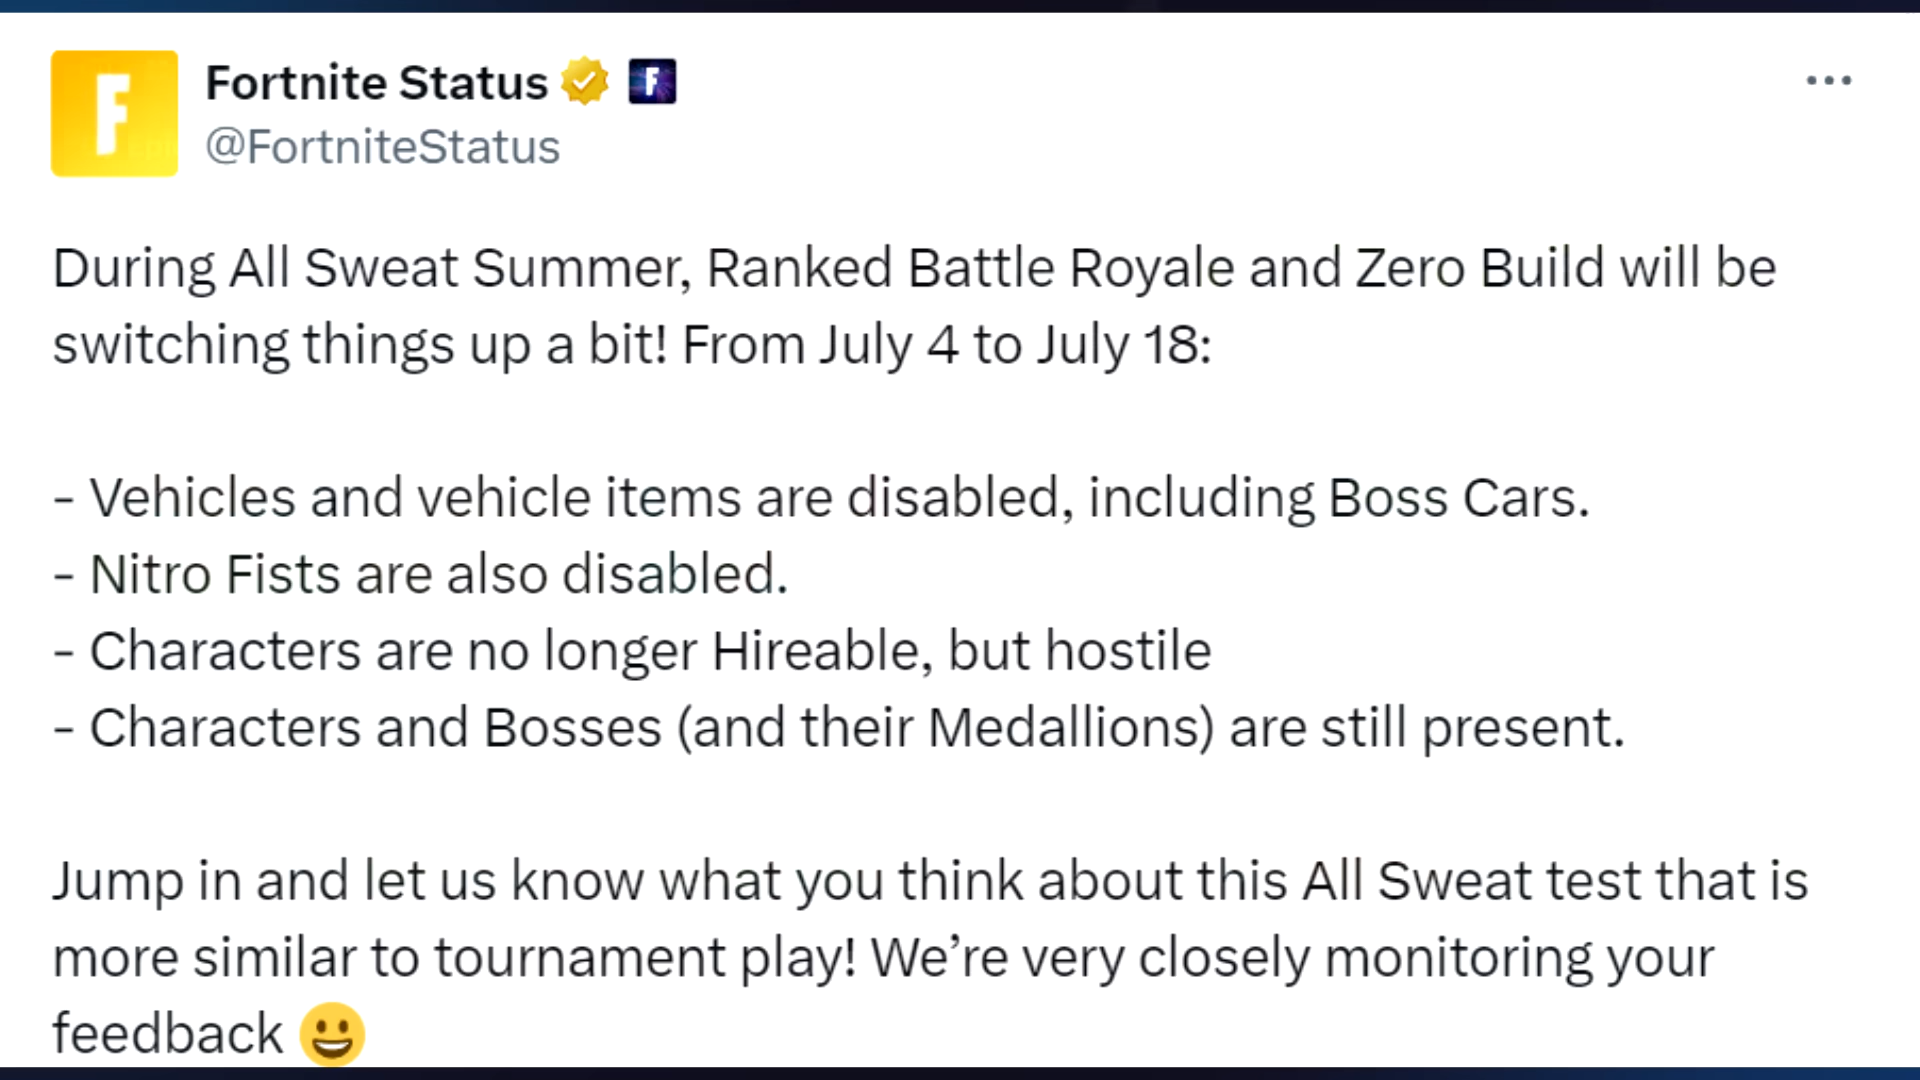 Fortnite Status
@FortniteStatus
During All Sweat Summer, Ranked Battle Royale and Zero Build will be
switching things up a bit! From July 4 to July 18:
- Vehicles and vehicle items are disabled, including Boss Cars.
- Nitro Fists are also disabled.
- Characters are no longer Hireable, but hostile
- Characters and Bosses (and their Medallions) are still present.
Jump in and let us know what you think about this All Sweat test that is
more similar to tournament play! We’re very closely monitoring your
feedback 😀